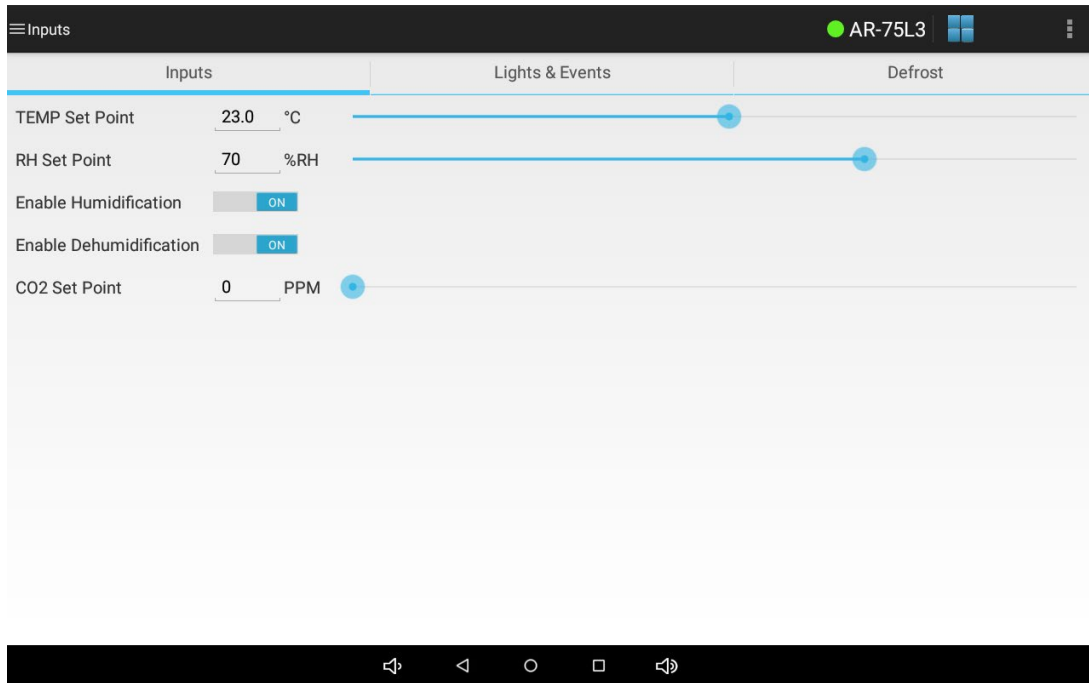 Inputs AR-75L3
Inputs Lights & Events Defrost
TEMP Set Point 23.0 °C
RH Set Point 70 %RH
Enable Humidification ON
Enable Dehumidification ON
CO2 Set Point 0 PPM